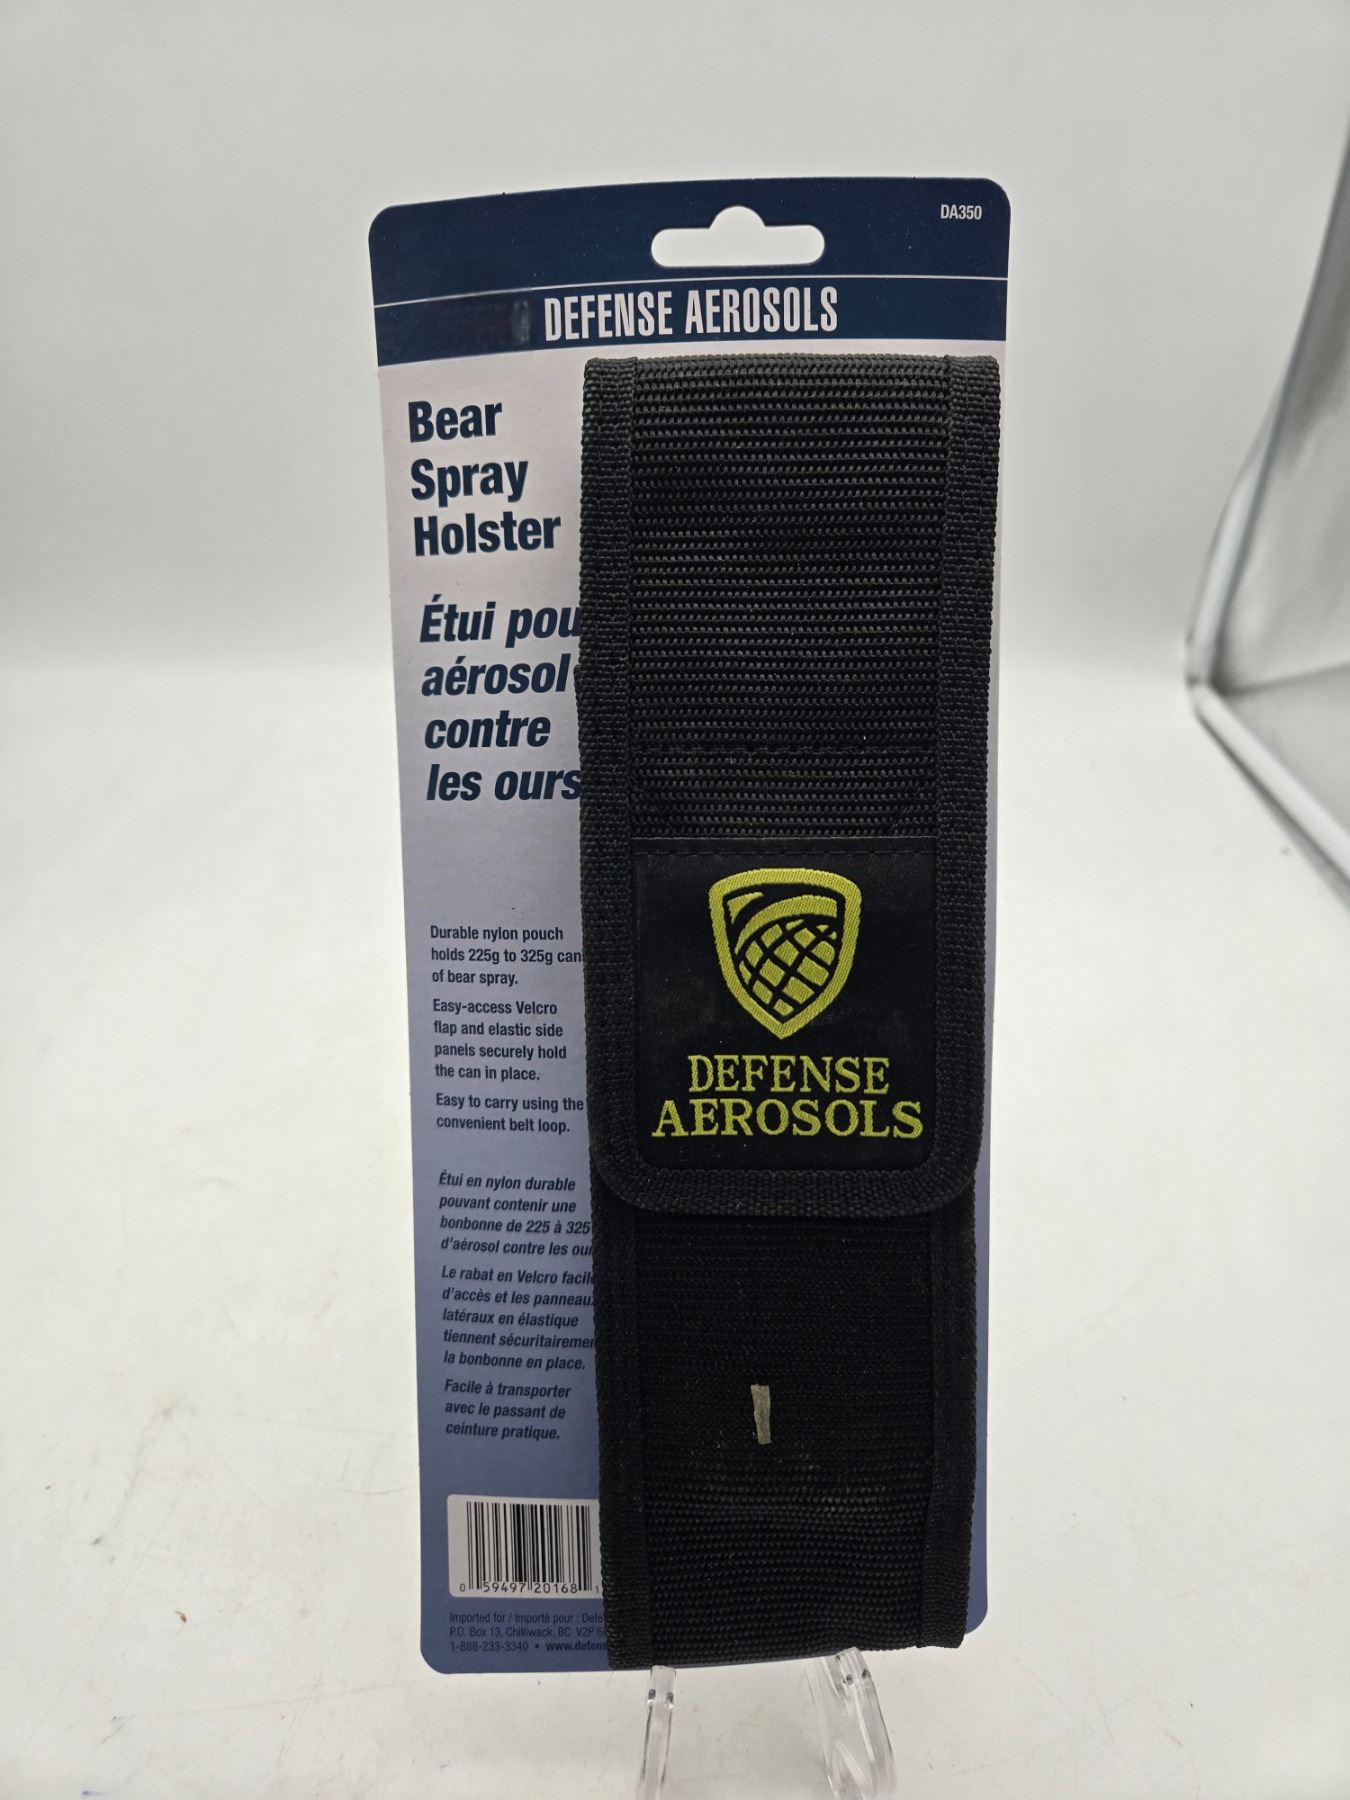 DA350
DEFENSE AEROSOLS
Bear
Spray
Holster
Étui pou
aérosol
contre
les ours
Durable nylon pouch
holds 225g to 325g can
of bear spray.
Easy-access Velcro
flap and elastic side
panels securely hold
the can in place.
Easy to carry using the
convenient belt loop.
Étui en nylon durable
pouvant contenir une
bonbonne de 225 à 325
d'aérosol contre les our
Le rabat en Velcro facile
d'accès et les panneau
latéraux en élastique
tiennent sécuritairemen
la bonbonne en place.
Facile à transporter
avec le passant de
ceinture pratique.
DEFENSE
AEROSOLS
0 59497 20168 1
Imported for / Importé pour : Defe
P.O. Box 13, Chilliwack, BC V2P 6
1-888-233-3340 • www.defens